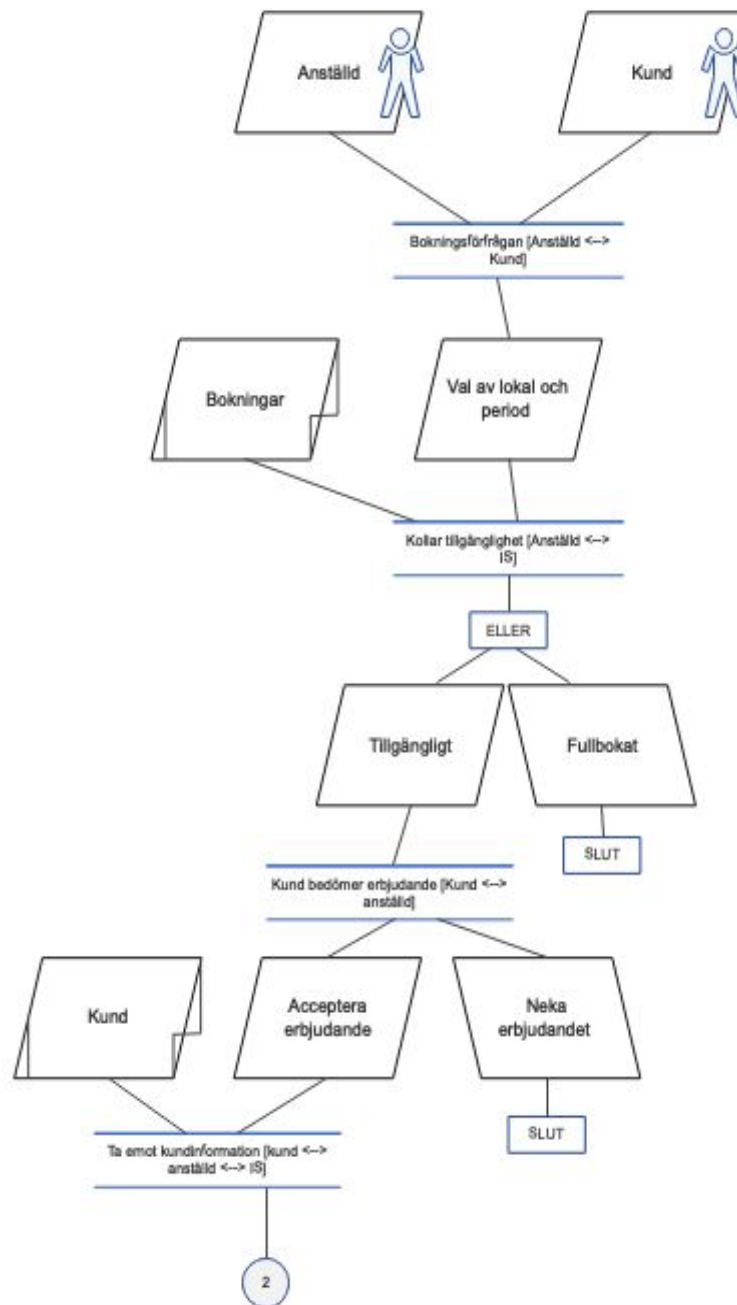 Anställd
Kund
Bokningsförfrågan [Anställd <-->
Kund]
Bokningar
Val av lokal och
period
Kollar tillgänglighet [Anställd <-->
IS]
ELLER
Tillgängligt
Fullbokat
SLUT
Kund bedömer erbjudande [Kund <-->
anställd]
Kund
Acceptera
erbjudande
Neka
erbjudandet
SLUT
Ta emot kundinformation [kund <-->
anställd <--> IS]
2